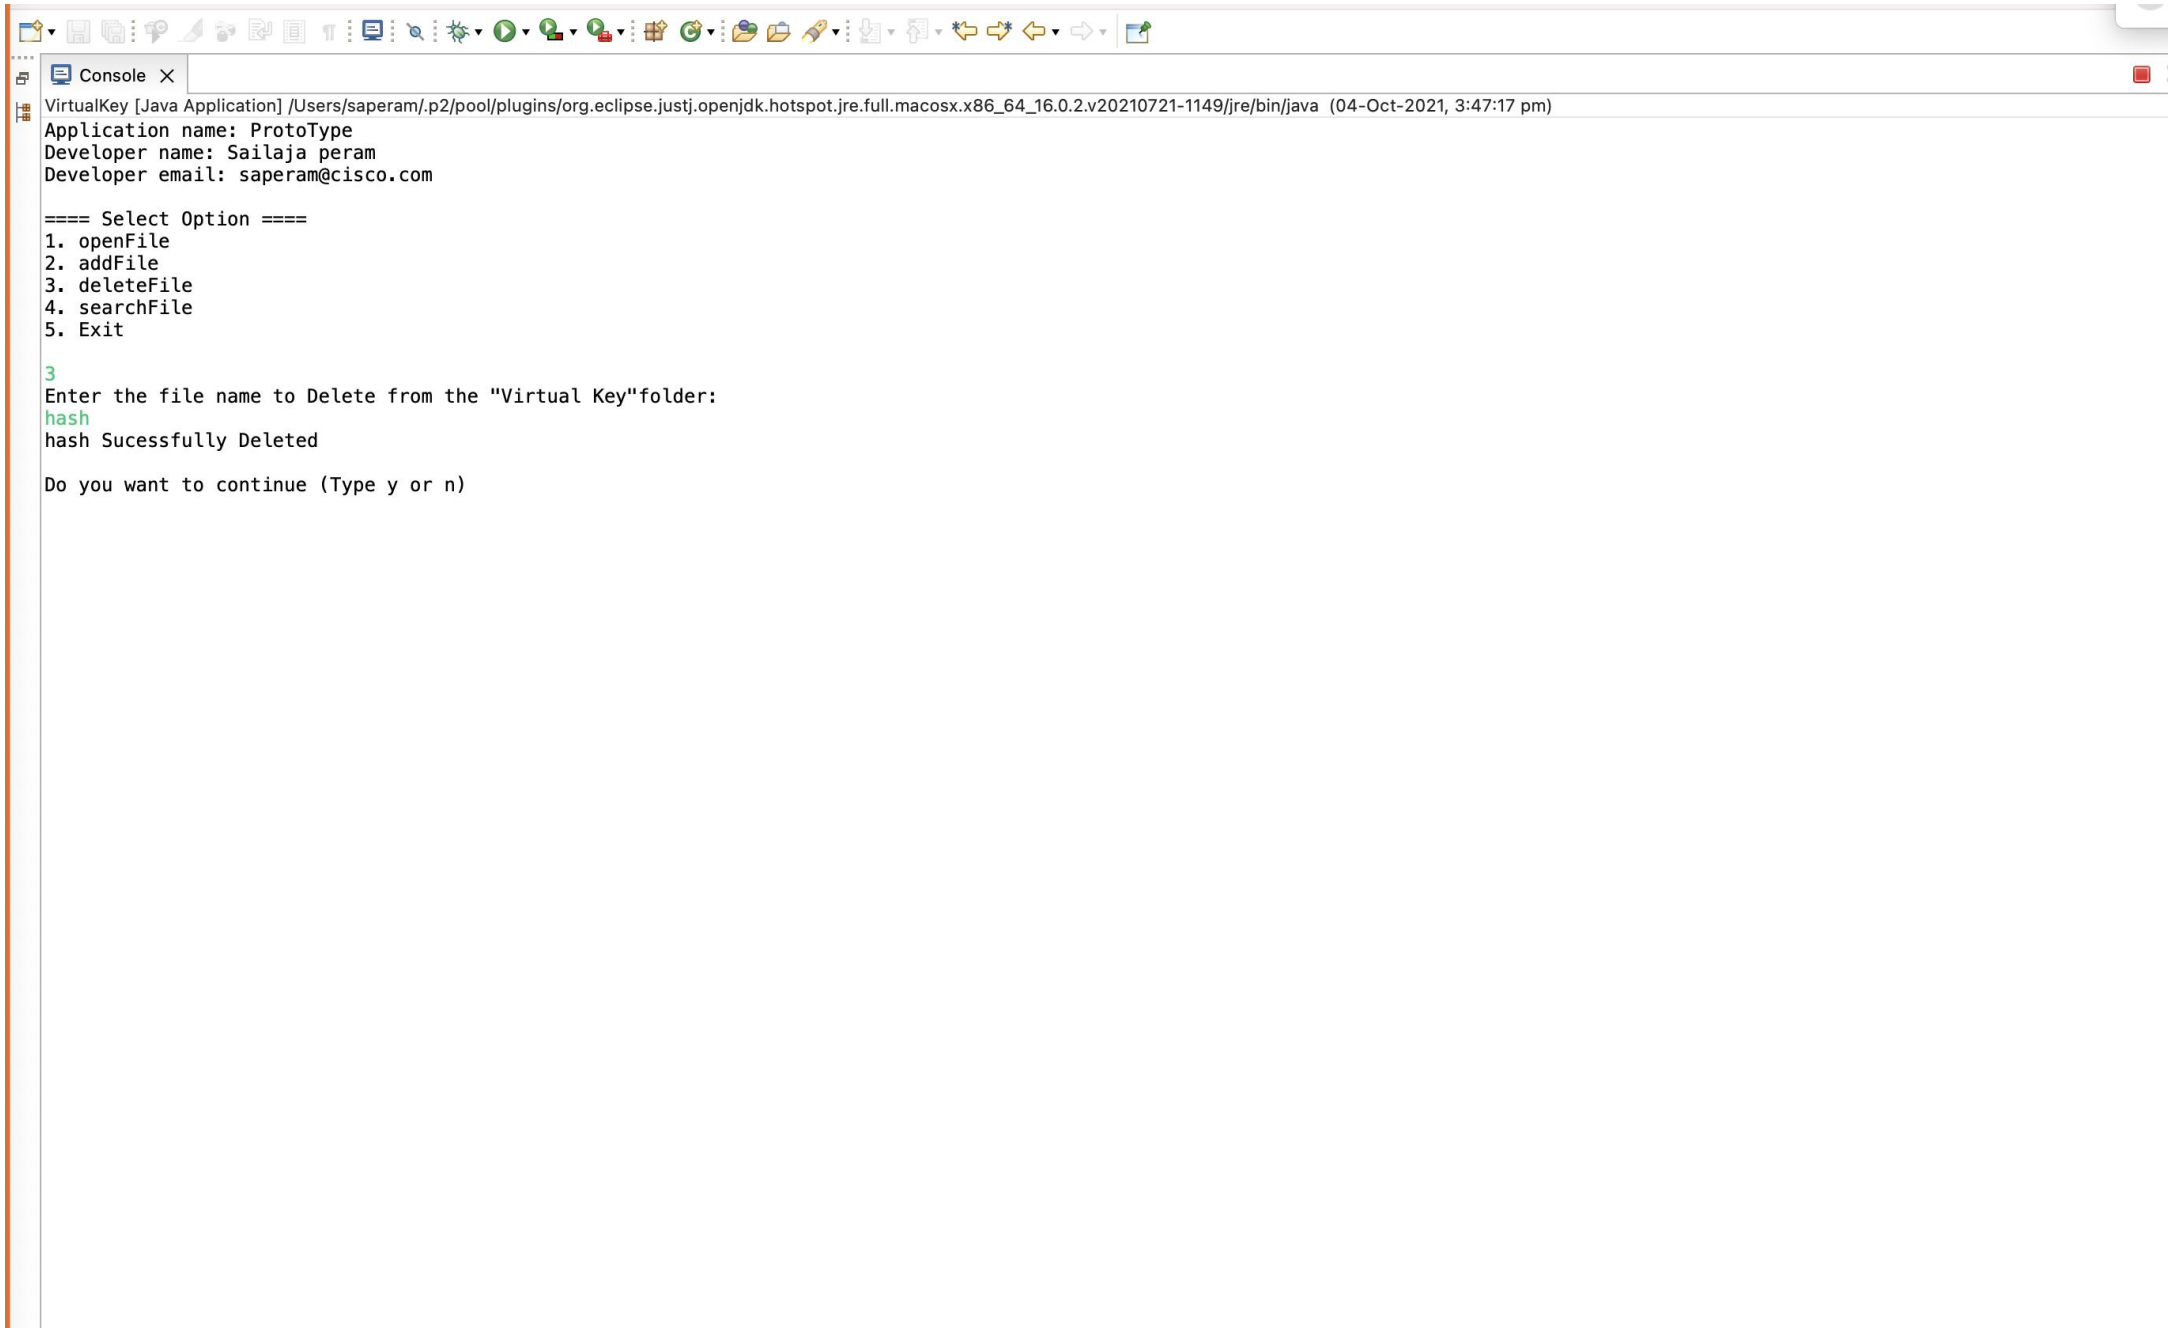 Console
VirtualKey [Java Application] /Users/saperam/.p2/pool/plugins/org.eclipse.justj.openjdk.hotspot.jre.full.macosx.x86_64_16.0.2.v20210721-1149/jre/bin/java (04-Oct-2021, 3:47:17 pm)
Application name: ProtoType
Developer name: Sailaja peram
Developer email: saperam@cisco.com
==== Select Option ====
1. openFile
2. addFile
3. deleteFile
4. searchFile
5. Exit
3
Enter the file name to Delete from the "Virtual Key"folder:
hash
hash Sucessfully Deleted
Do you want to continue (Type y or n)